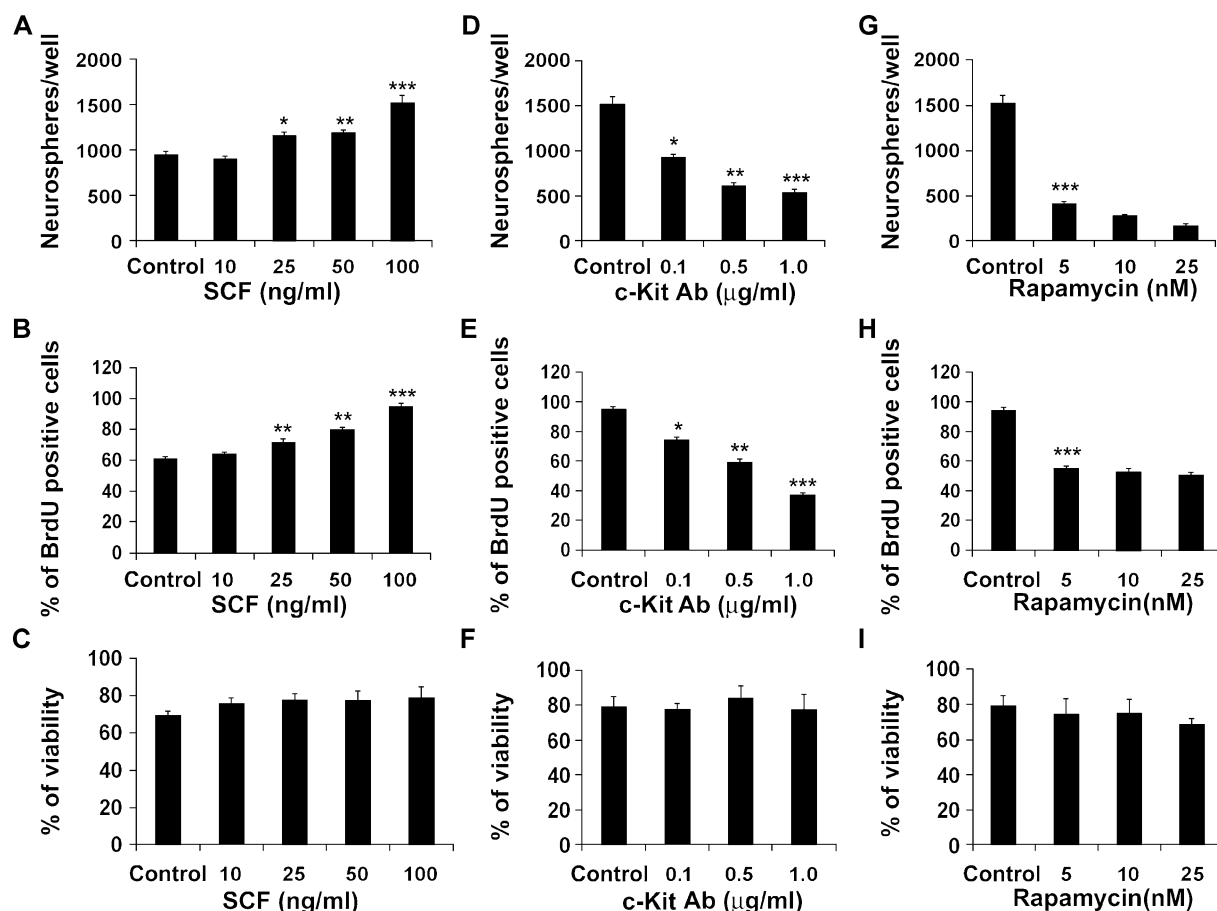 A
Neurospheres/well
2000
1500
1000
500
0
* ** ***
Control 10 25 50 100
SCF (ng/ml)
D
Neurospheres/well
2000
1500
1000
500
0
* ** ***
Control 0.1 0.5 1.0
c-Kit Ab (μg/ml)
G
Neurospheres/well
2000
1500
1000
500
0
***
Control 5 10 25
Rapamycin (nM)
B
% of BrdU positive cells
120
100
80
60
40
20
0
** ** ***
Control 10 25 50 100
SCF (ng/ml)
E
% of BrdU positive cells
120
100
80
60
40
20
0
* ** ***
Control 0.1 0.5 1.0
c-Kit Ab (μg/ml)
H
% of BrdU positive cells
120
100
80
60
40
20
0
***
Control 5 10 25
Rapamycin(nM)
C
% of viability
100
80
60
40
20
0
Control 10 25 50 100
SCF (ng/ml)
F
% of viability
100
80
60
40
20
0
Control 0.1 0.5 1.0
c-Kit Ab (μg/ml)
I
% of viability
100
80
60
40
20
0
Control 5 10 25
Rapamycin(nM)